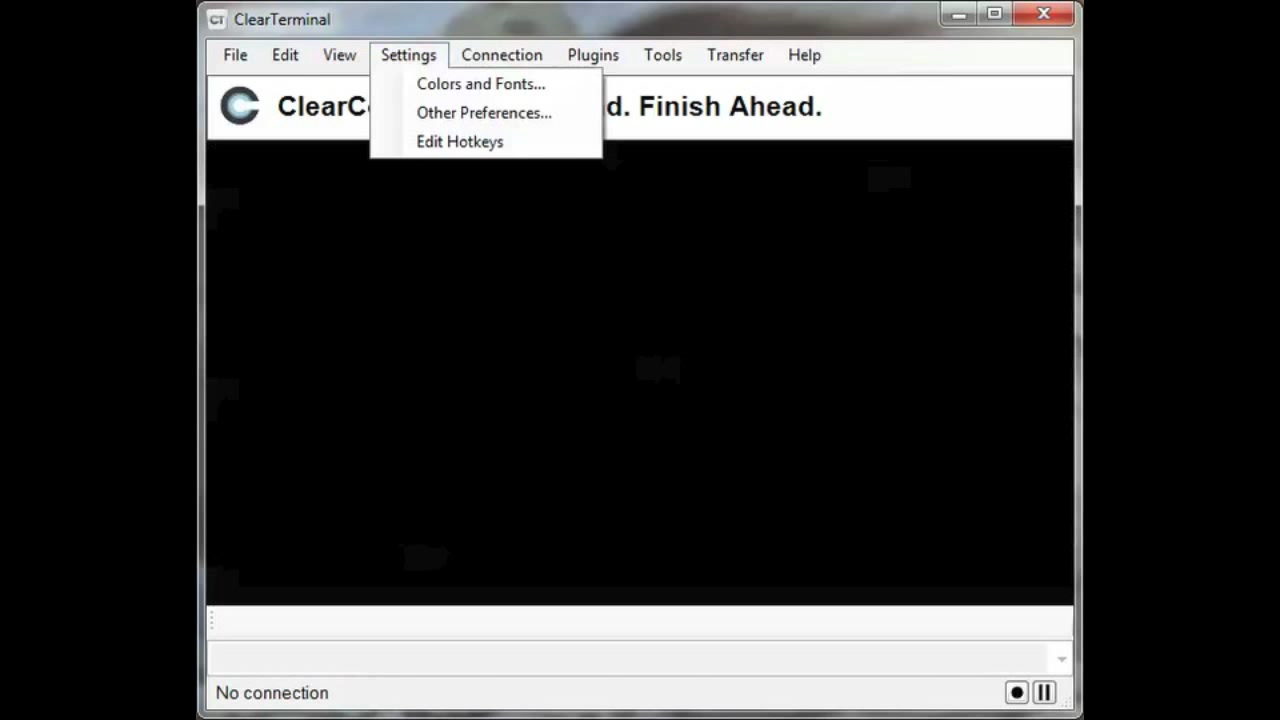 CT ClearTerminal
File Edit View Settings Connection Plugins Tools Transfer Help
Colors and Fonts...
Other Preferences...
Edit Hotkeys
Finish Ahead.
No connection